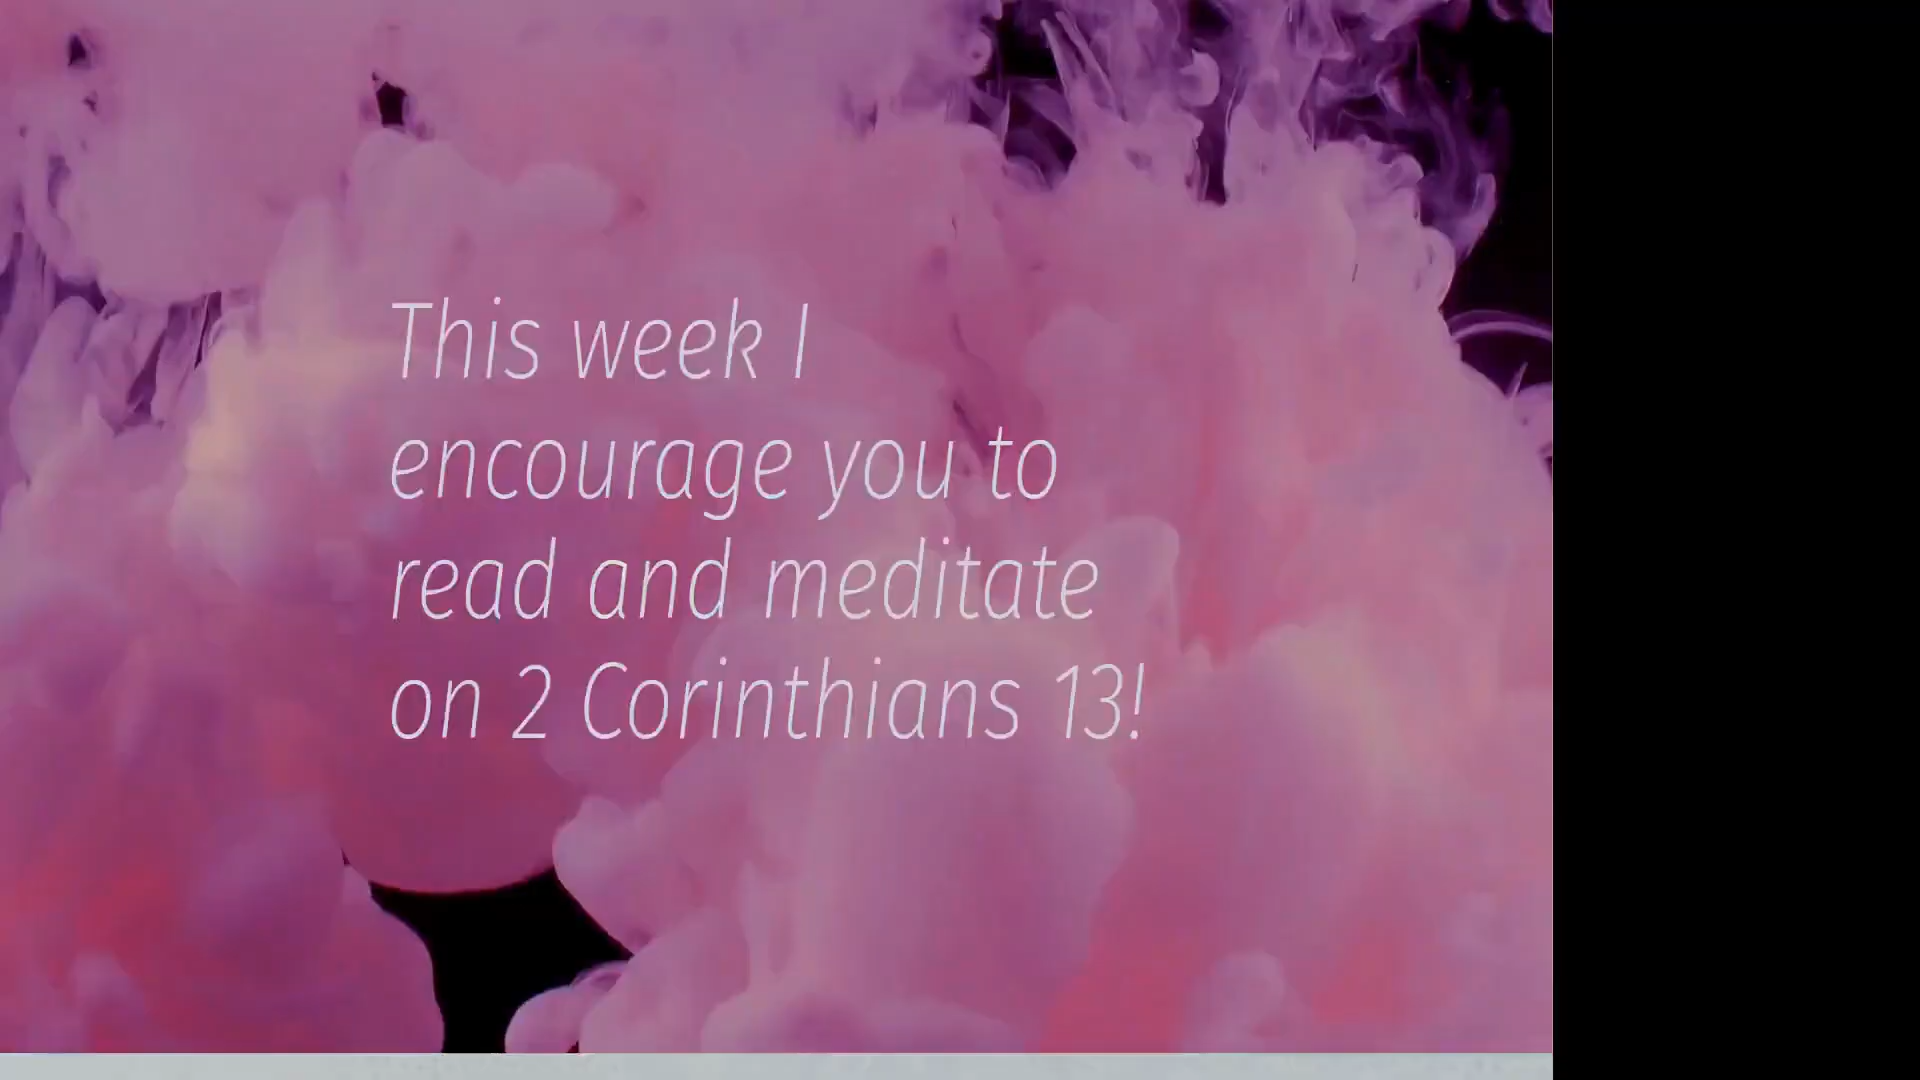 This week I
encourage you to
read and meditate
on 2 Corinthians 13!